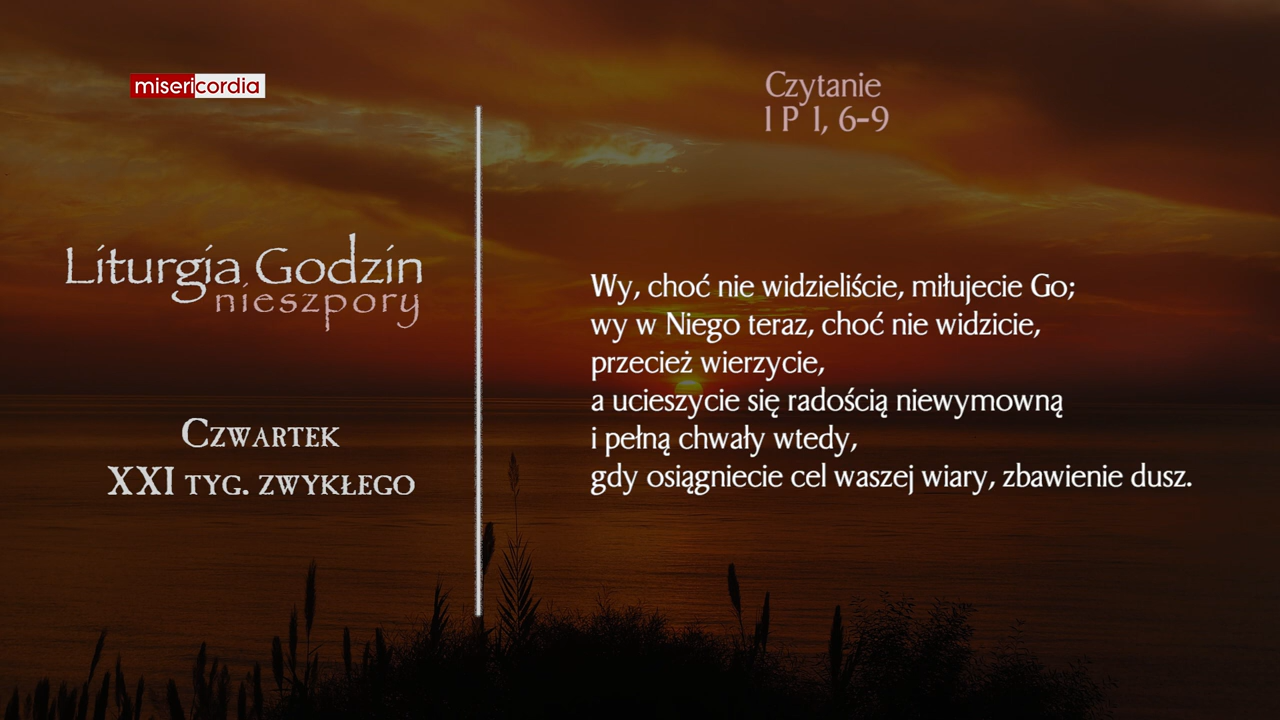 misericordia
Liturgia Godzin
nieszpory
Czwartek
XXI tyg. zwykłego
Czytanie
1 P 1, 6-9
Wy, choć nie widzieliście, miłujecie Go;
wy w Niego teraz, choć nie widzicie,
przecież wierzycie,
a ucieszycie się radością niewymowną
i pełną chwały wtedy,
gdy osiągniecie cel waszej wiary, zbawienie dusz.